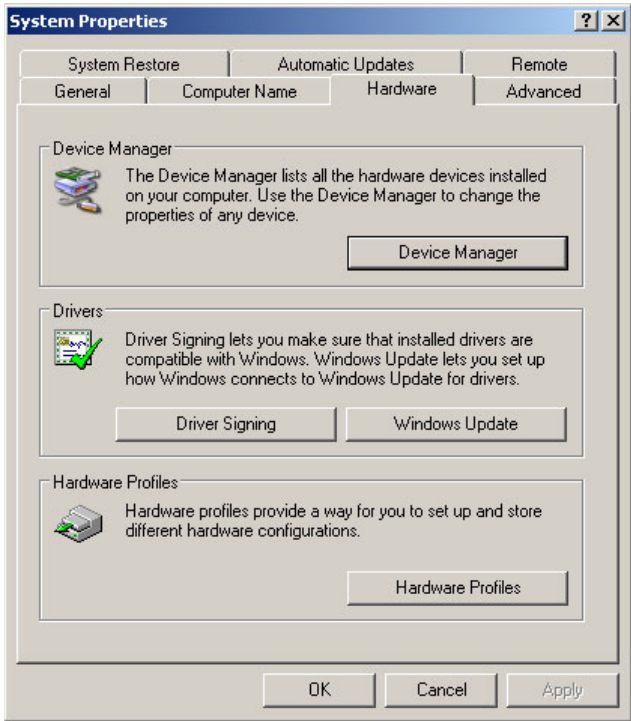 System Properties
System Restore Automatic Updates Remote
General Computer Name Hardware Advanced
Device Manager
The Device Manager lists all the hardware devices installed
on your computer. Use the Device Manager to change the
properties of any device.
Device Manager
Drivers
Driver Signing lets you make sure that installed drivers are
compatible with Windows. Windows Update lets you set up
how Windows connects to Windows Update for drivers.
Driver Signing Windows Update
Hardware Profiles
Hardware profiles provide a way for you to set up and store
different hardware configurations.
Hardware Profiles
OK Cancel Apply